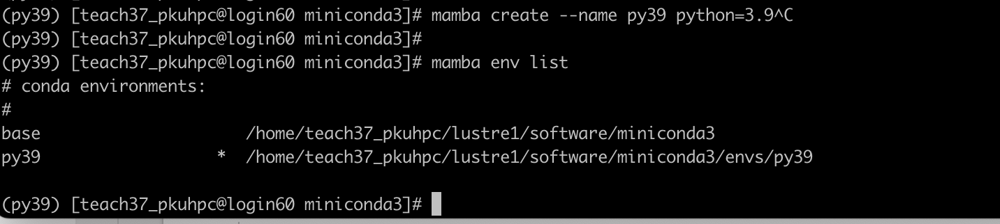 (py39) [teach37_pkuhpc@login60 miniconda3]# mamba create --name py39 python=3.9^C
(py39) [teach37_pkuhpc@login60 miniconda3]#
(py39) [teach37_pkuhpc@login60 miniconda3]# mamba env list
# conda environments:
#
base                     /home/teach37_pkuhpc/lustre1/software/miniconda3
py39                  *  /home/teach37_pkuhpc/lustre1/software/miniconda3/envs/py39
(py39) [teach37_pkuhpc@login60 miniconda3]#